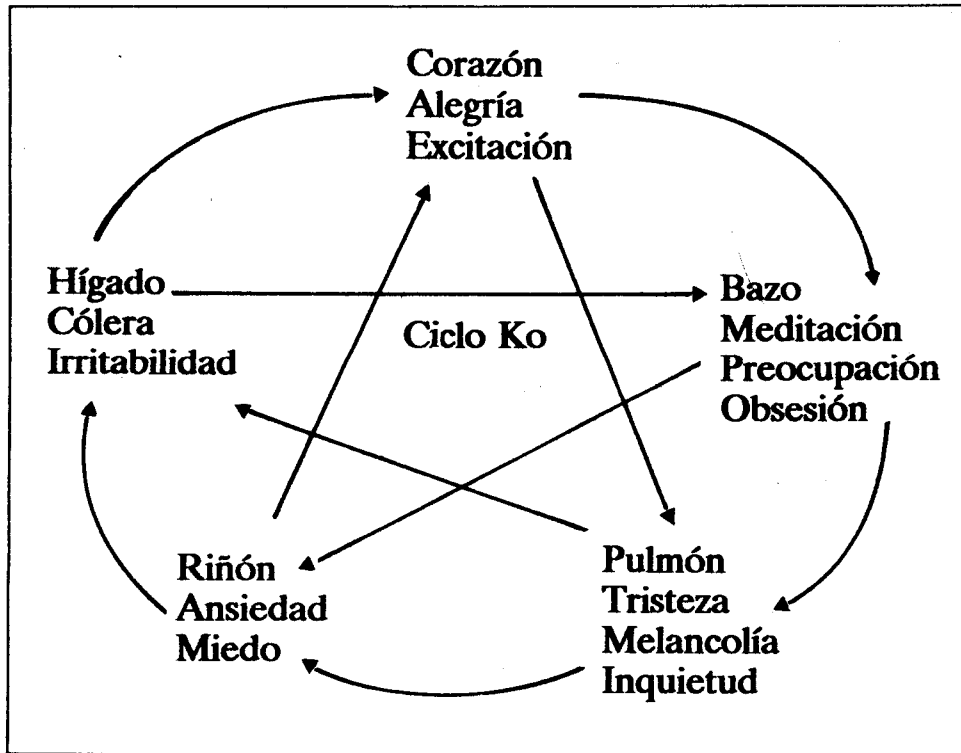 Corazón
Alegría
Excitación
Hígado
Cólera
Irritabilidad
Ciclo Ko
Bazo
Meditación
Preocupación
Obsesión
Riñón
Ansiedad
Miedo
Pulmón
Tristeza
Melancolía
Inquietud